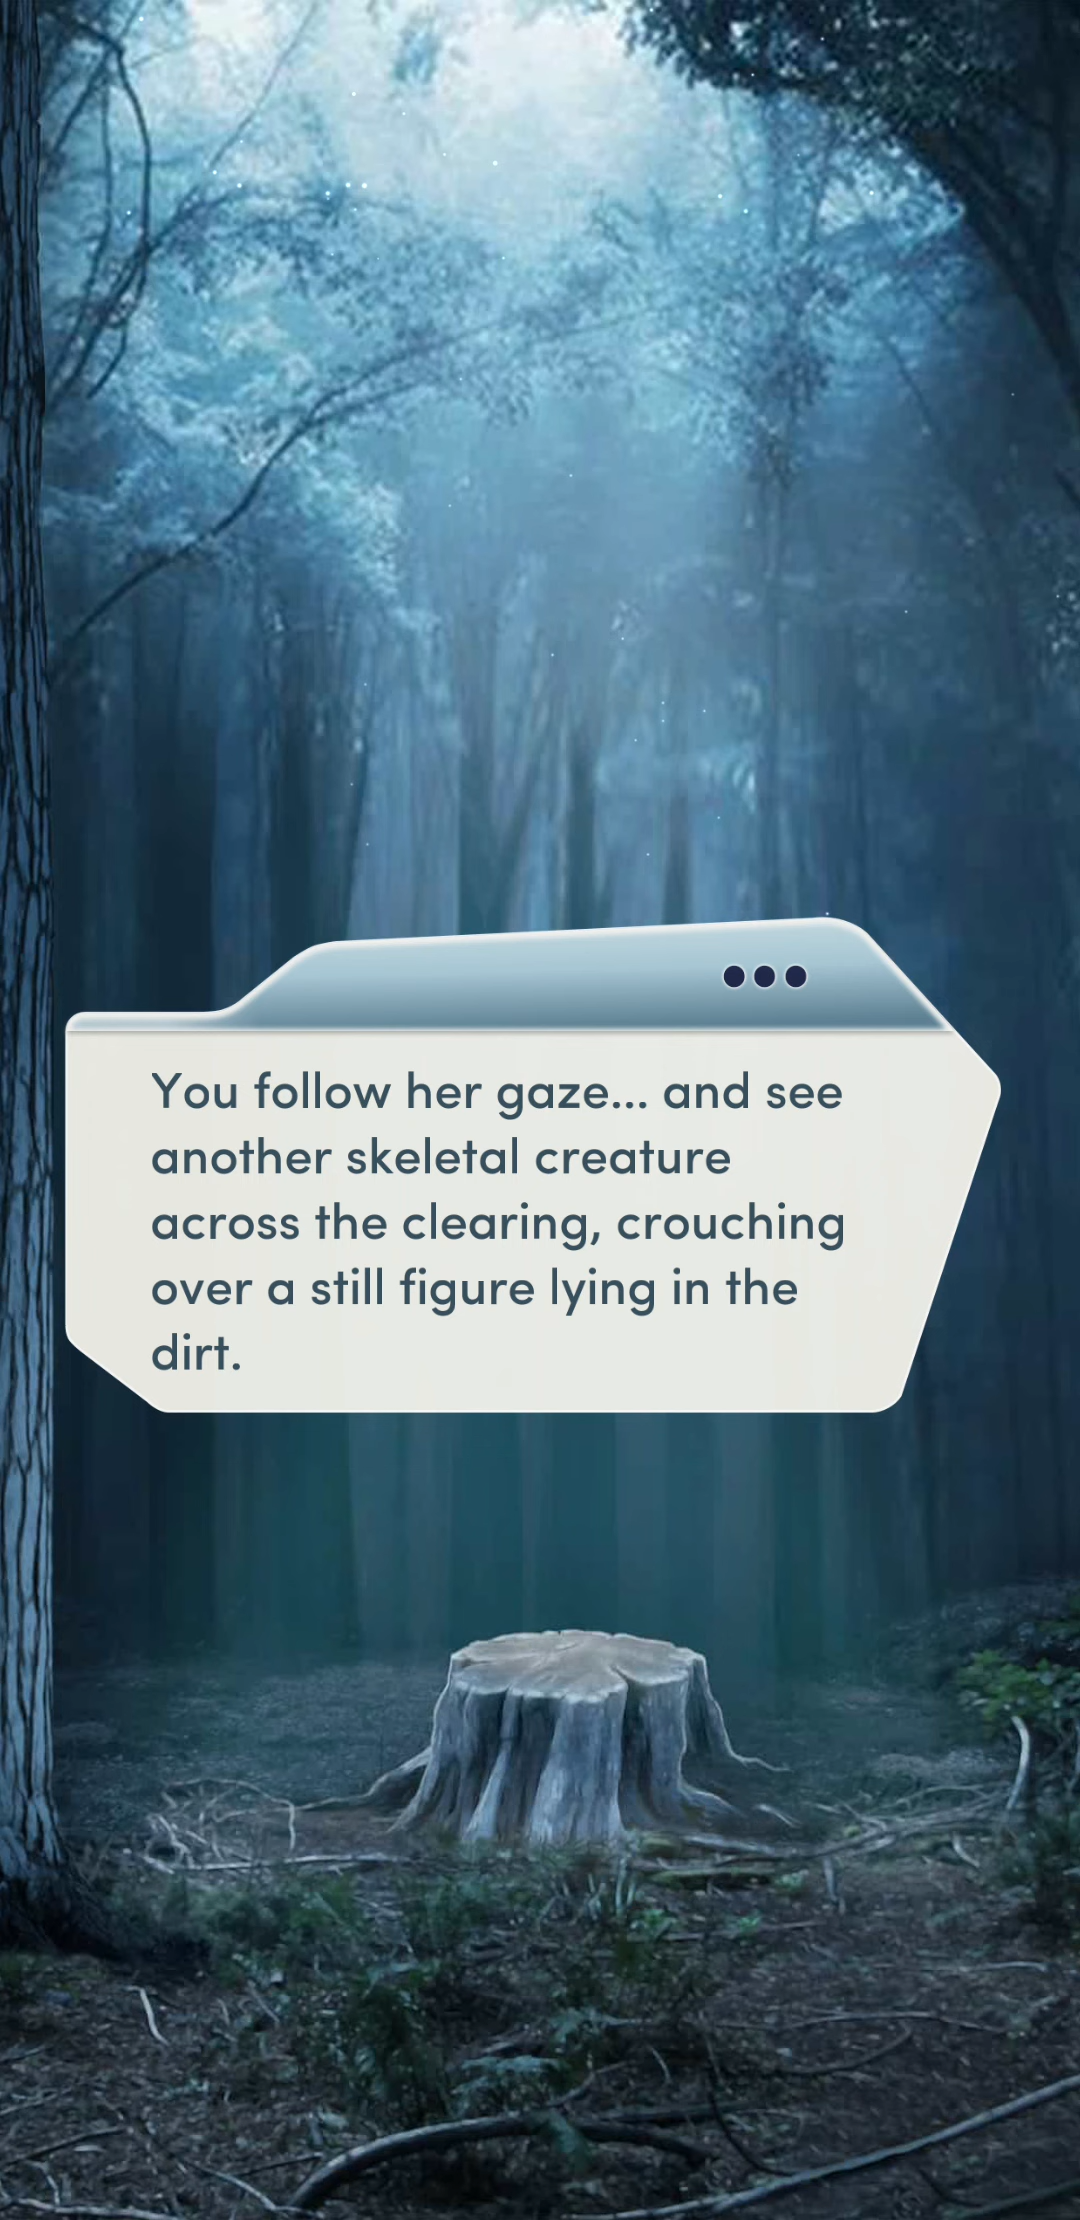 You follow her gaze... and see
another skeletal creature
across the clearing, crouching
over a still figure lying in the
dirt.